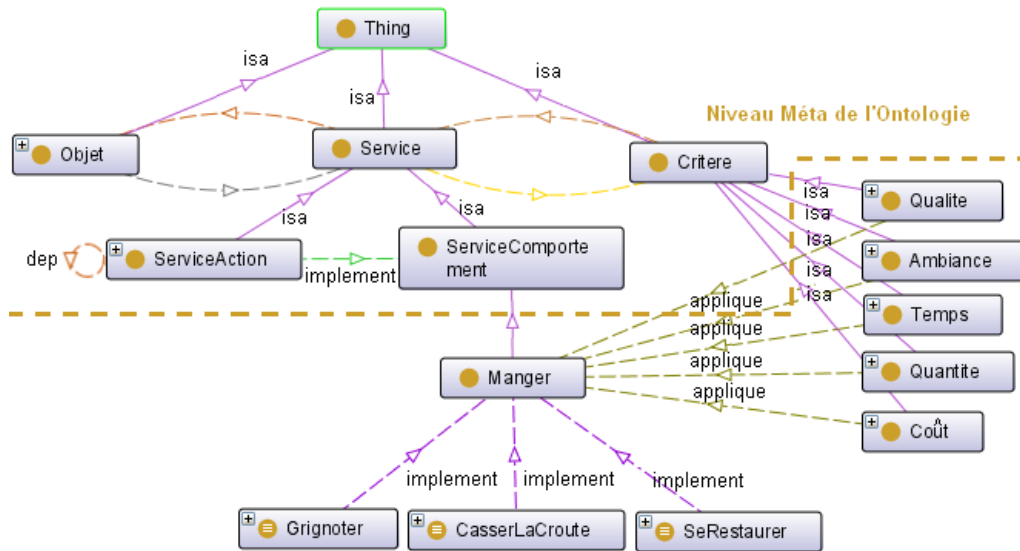 Thing
isa
isa
isa
Niveau Méta de l'Ontologie
Objet
Service
Critere
isa
isa
isa
isa
isa
isa
isa
Qualite
Ambiance
Temps
Quantite
Coût
dep
ServiceAction
implement
ServiceComporte
ment
applique
applique
applique
applique
Manger
implement
implement
implement
Grignoter
CasserLaCroute
SeRestaurer